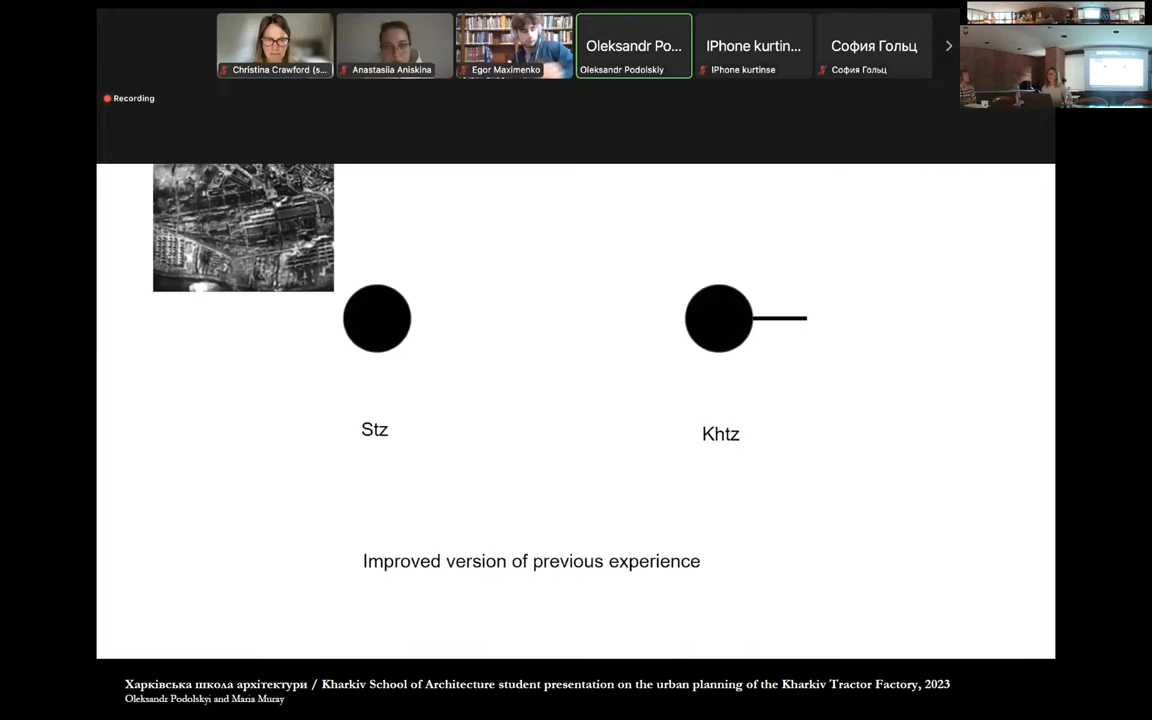 Oleksandr Po...
IPhone kurtin...
София Гольц
Christina Crawford (s...
Anastasiia Aniskina
Egor Maximenko
Oleksandr Podolskiy
IPhone kurtinse
София Гольц
Recording
Stz
Khtz
Improved version of previous experience
Харківська школа архітектури / Kharkiv School of Architecture student presentation on the urban planning of the Kharkiv Tractor Factory, 2023
Oleksandr Podolskyi and Maria Muray